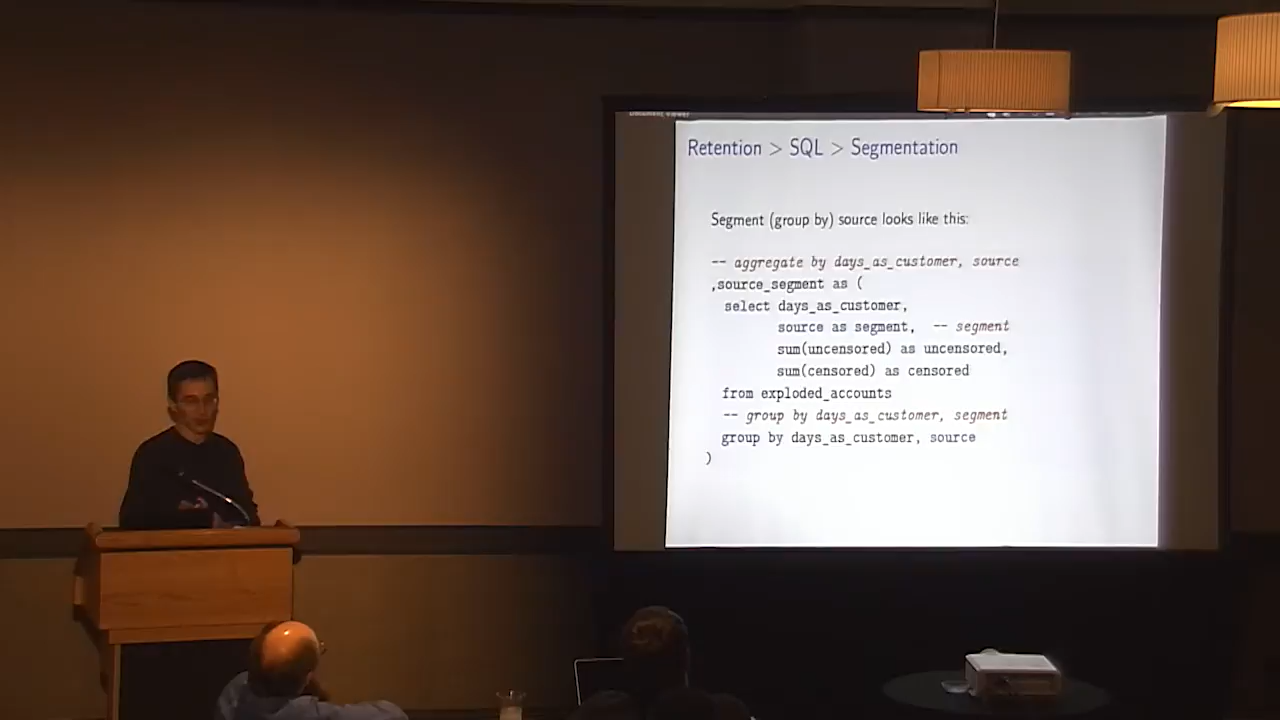 Document Viewer
Retention > SQL > Segmentation
Segment (group by) source looks like this:
-- aggregate by days_as_customer, source
,source_segment as (
select days_as_customer,
source as segment, -- segment
sum(uncensored) as uncensored,
sum(censored) as censored
from exploded_accounts
-- group by days_as_customer, segment
group by days_as_customer, source
)